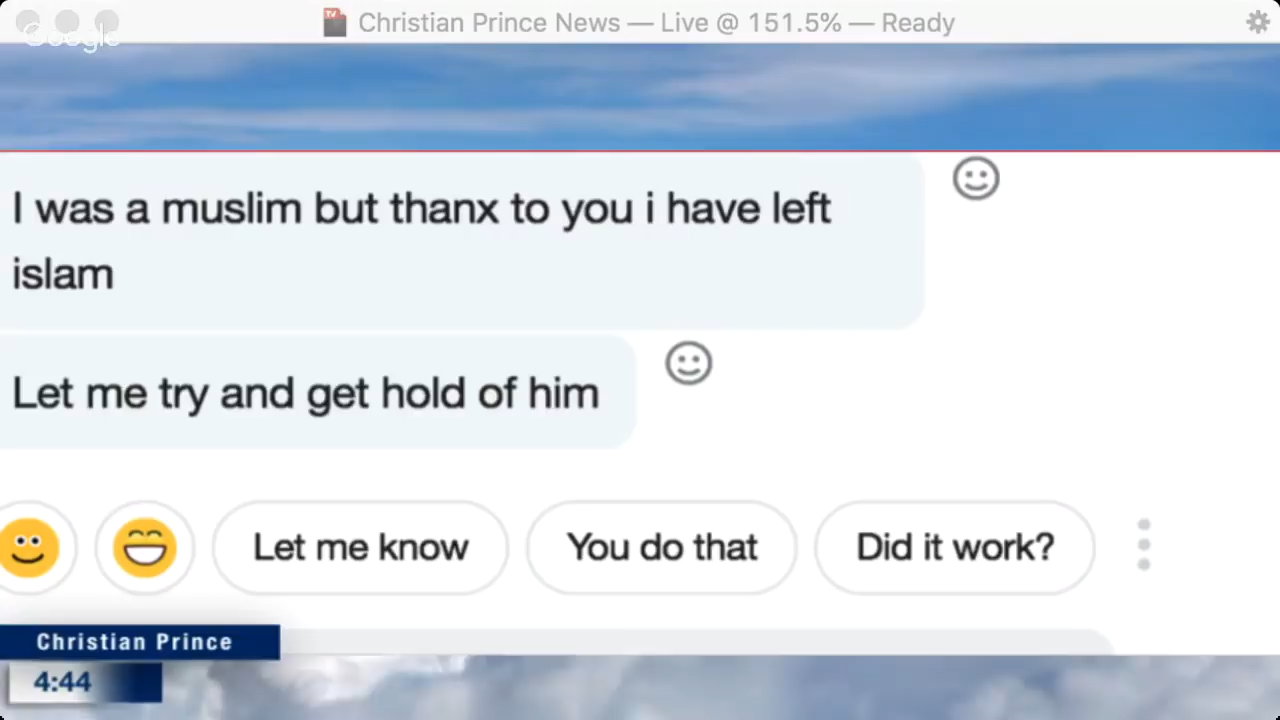 Christian Prince News — Live @ 151.5% — Ready
Google
I was a muslim but thanx to you i have left
islam
Let me try and get hold of him
Let me know
You do that
Did it work?
Christian Prince
4:44